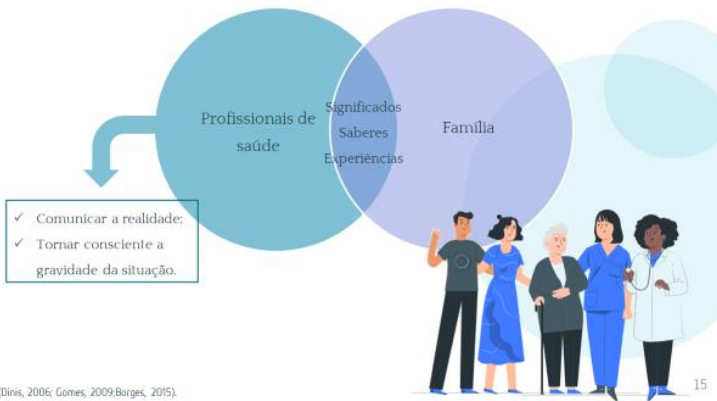 Profissionais de
saúde
Significados
Saberes
Experiências
Família
✓ Comunicar a realidade;
✓ Tornar consciente a
gravidade da situação.
(Dinis, 2006; Gomes, 2009;Borges, 2015).
15